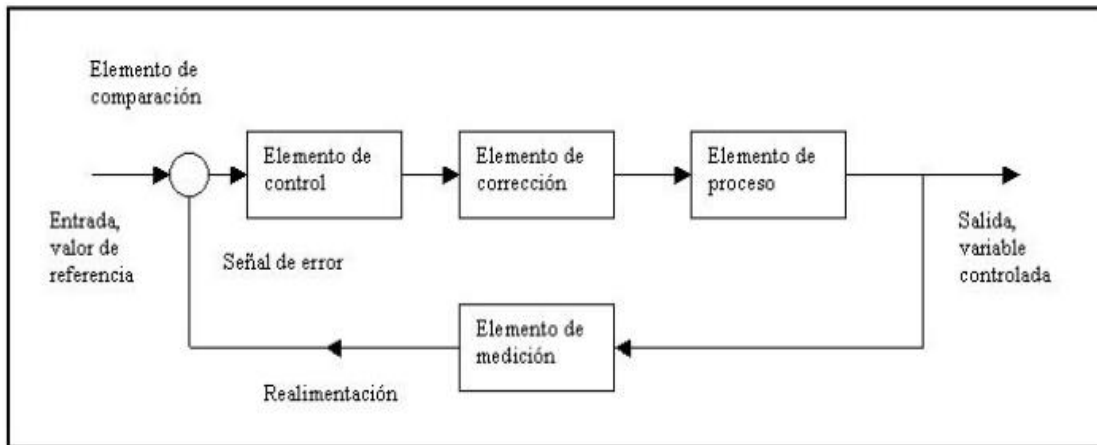 Elemento de
comparación
Elemento de
control
Elemento de
corrección
Elemento de
proceso
Entrada,
valor de
referencia
Señal de error
Salida,
variable
controlada
Elemento de
medición
Realimentación